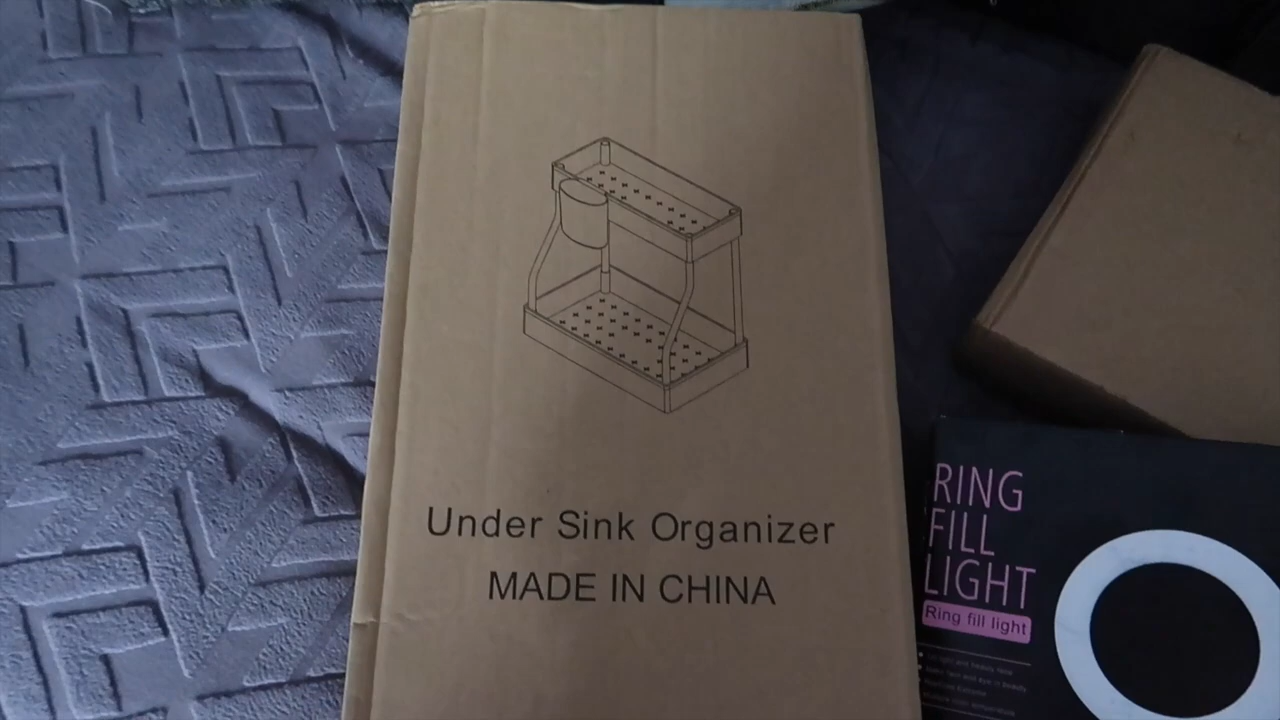 Under Sink Organizer
MADE IN CHINA
RING
FILL
LIGHT
Ring fill light